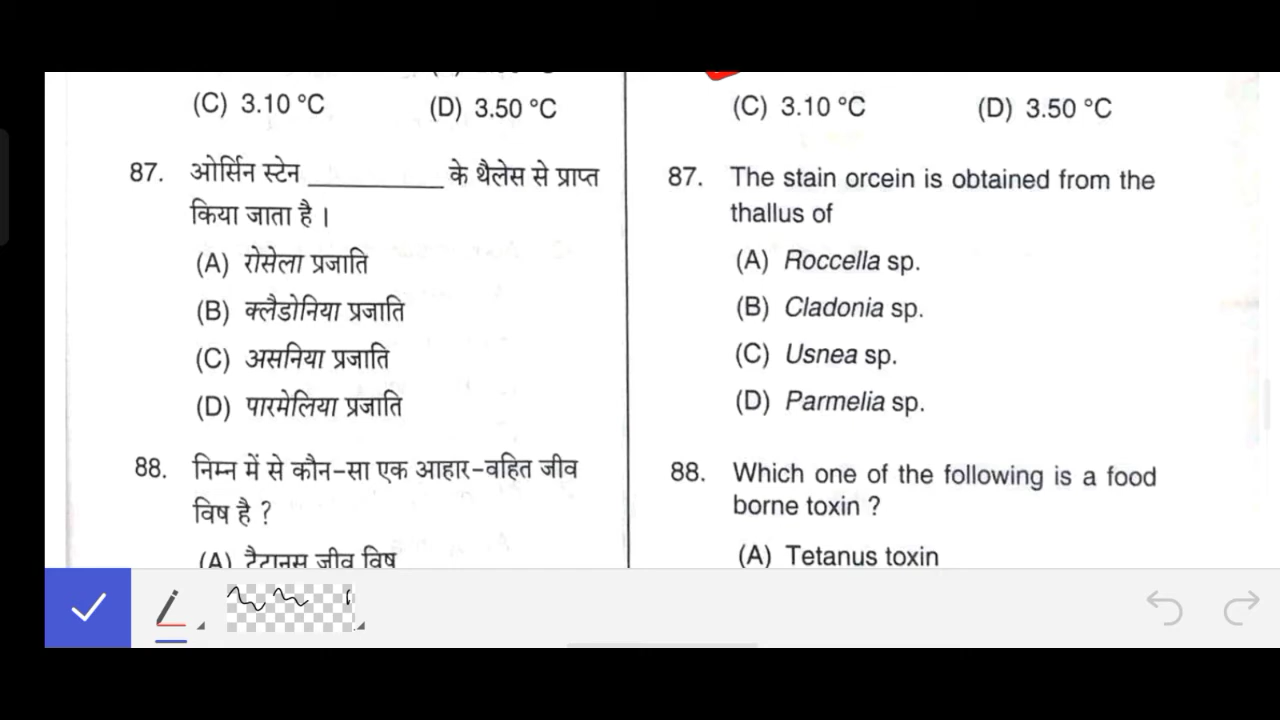 (C) 3.10 °C (D) 3.50 °C
87. ओर्सिन स्टेन __________ के थैलेस से प्राप्त
किया जाता है ।
(A) रोसेला प्रजाति
(B) क्लैडोनिया प्रजाति
(C) असनिया प्रजाति
(D) पारमेलिया प्रजाति
88. निम्न में से कौन-सा एक आहार-वहित जीव
विष है ?
(A) टैटानस जीव विष
(C) 3.10 °C (D) 3.50 °C
87. The stain orcein is obtained from the
thallus of
(A) Roccella sp.
(B) Cladonia sp.
(C) Usnea sp.
(D) Parmelia sp.
88. Which one of the following is a food
borne toxin ?
(A) Tetanus toxin